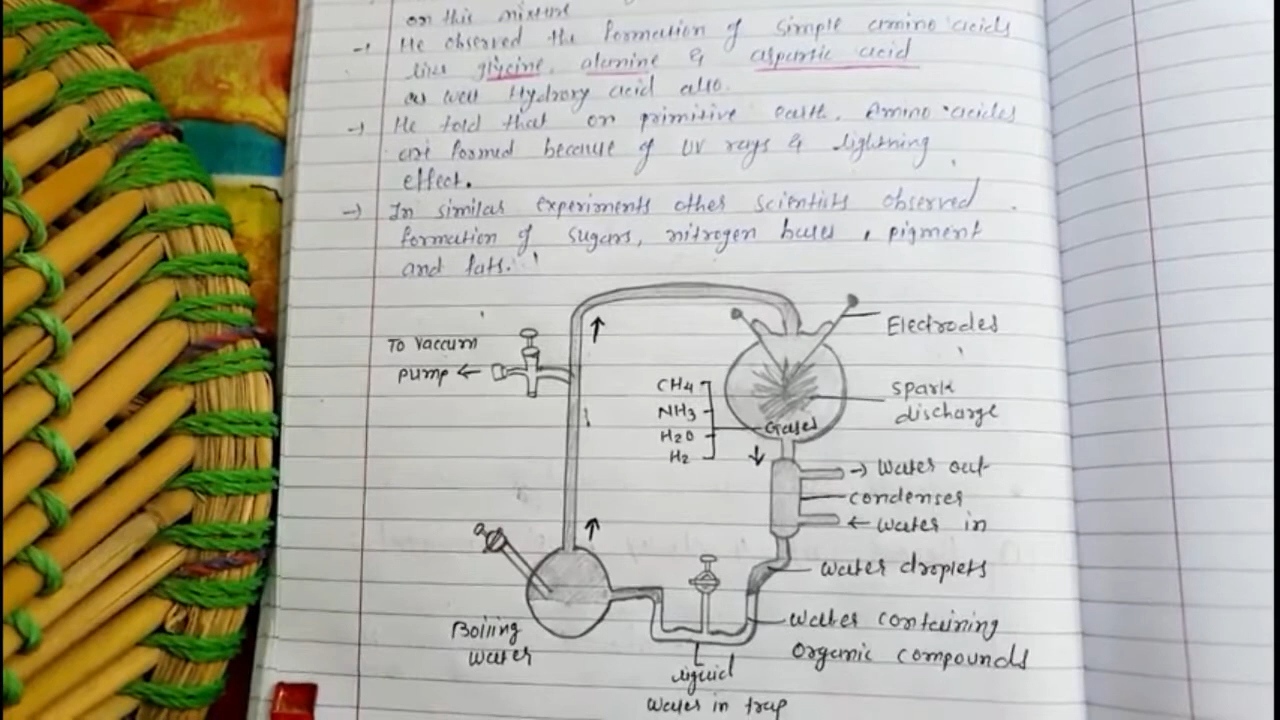 on this mixture
→ He observed the formation of simple amino acids
like glycine, alanine & aspartic acid
as well Hydroxy acid also.
→ He told that on primitive earth, Amino acides
are formed because of UV rays & lightning
effect.
→ In similar experiments other scientists observed
formation of sugars, nitrogen bases, pigment
and fats.
To vaccum
pump ←
Electrodes
CH4
NH3
H2O
H2
Gases
spark
discharge
→ Water out
condenser
← Water in
Water droplets
Boiling
water
Water containing
Organic compounds
liquid
Water in trap